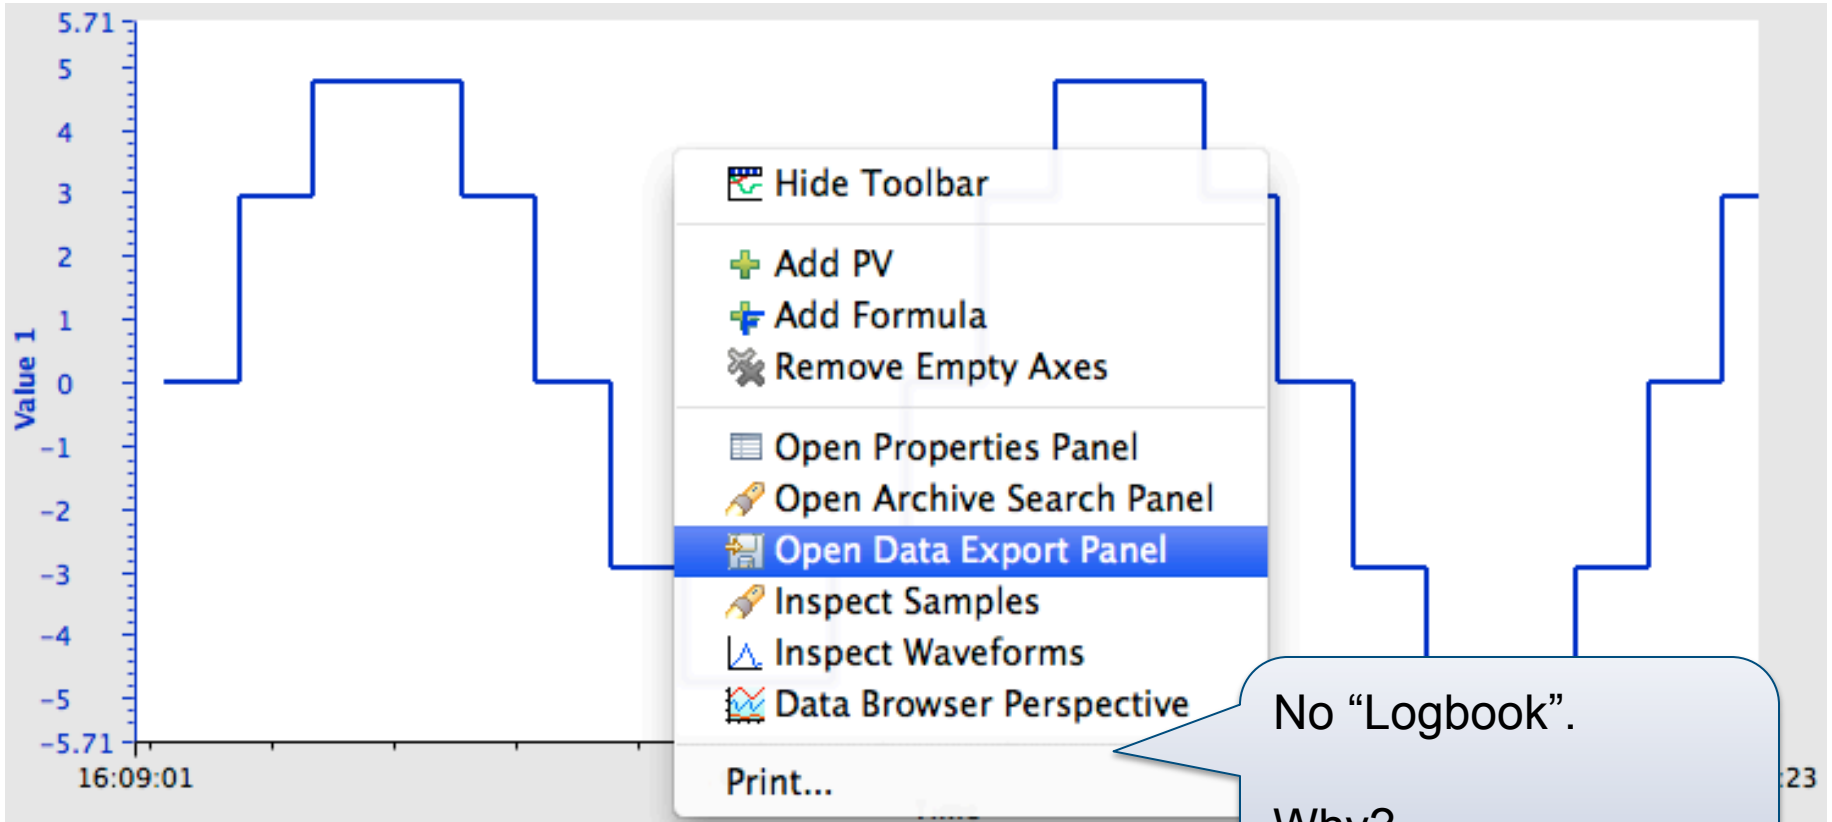 5.71
5
4
3
2
1
0
-1
-2
-3
-4
-5
-5.71
Value 1
16:09:01
:23
Hide Toolbar
Add PV
Add Formula
Remove Empty Axes
Open Properties Panel
Open Archive Search Panel
Open Data Export Panel
Inspect Samples
Inspect Waveforms
Data Browser Perspective
Print...
No “Logbook”.
Why?